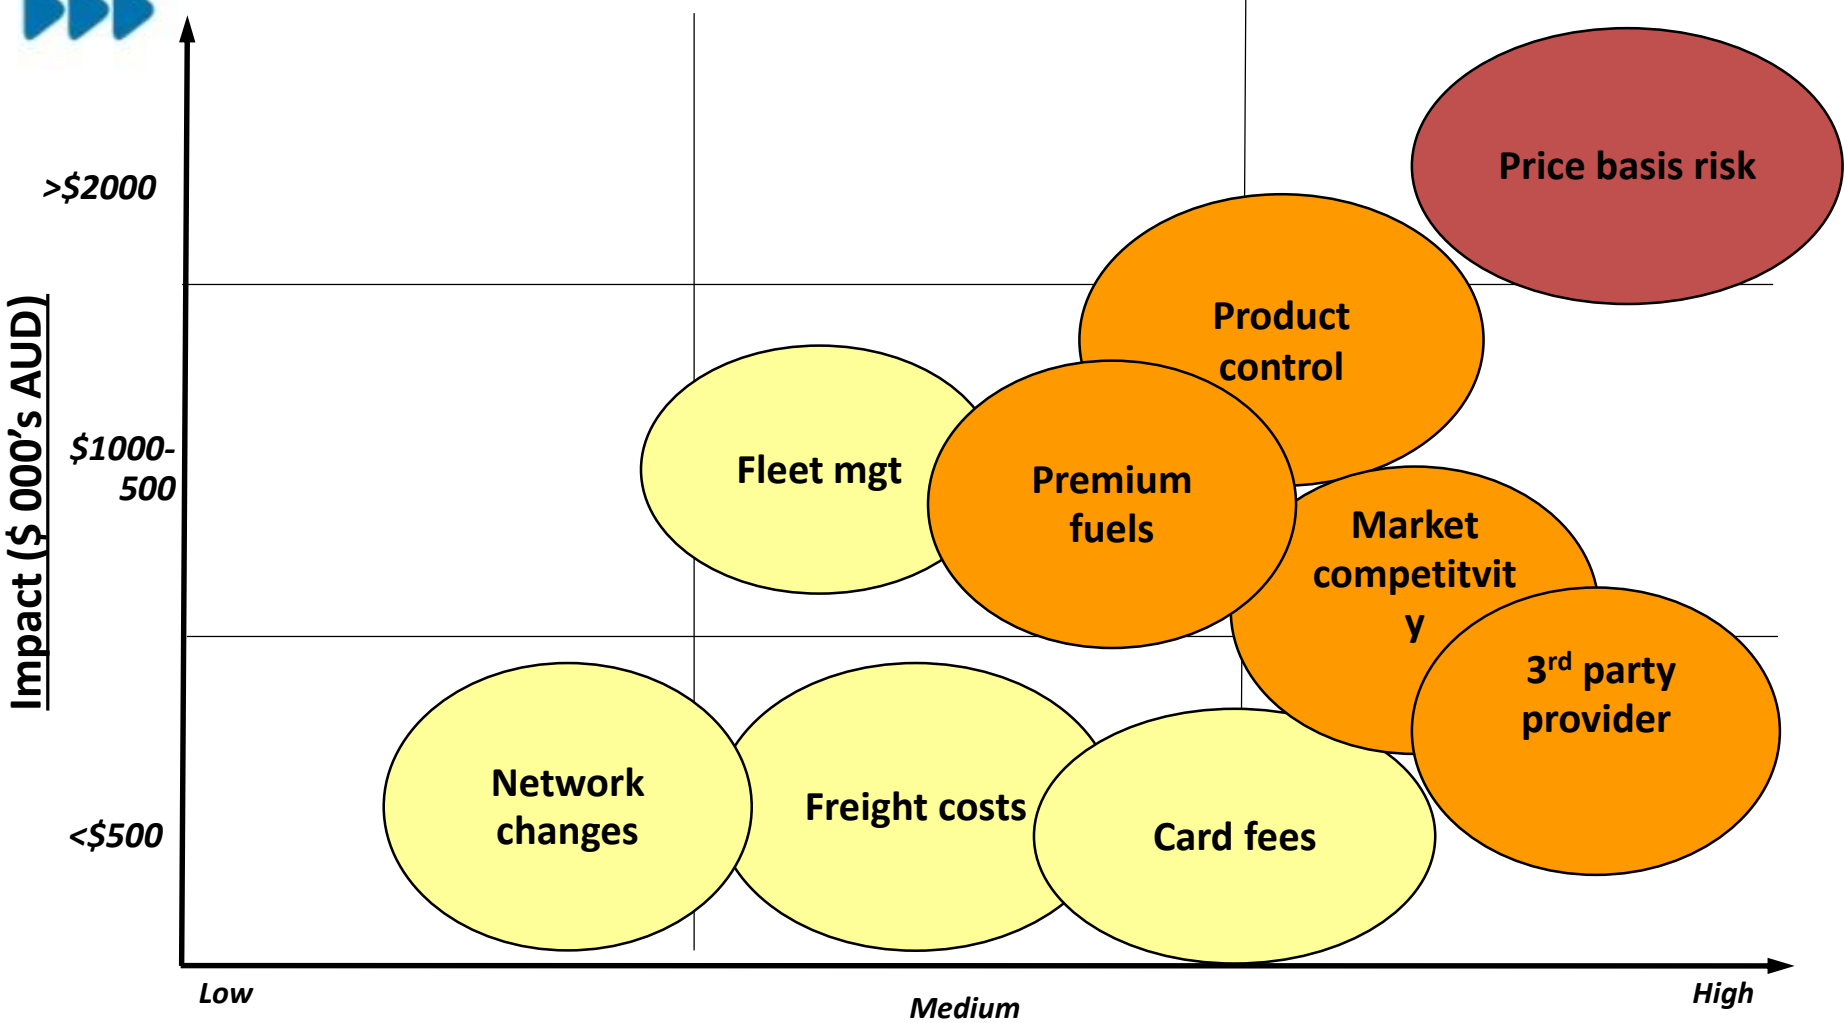 >$2000
Price basis risk
Product
control
Impact ($ 000's AUD)
$1000-
500
Fleet mgt
Premium
fuels
Market
competitvit
y
3rd party
provider
Network
changes
Freight costs
Card fees
<$500
Low
Medium
High